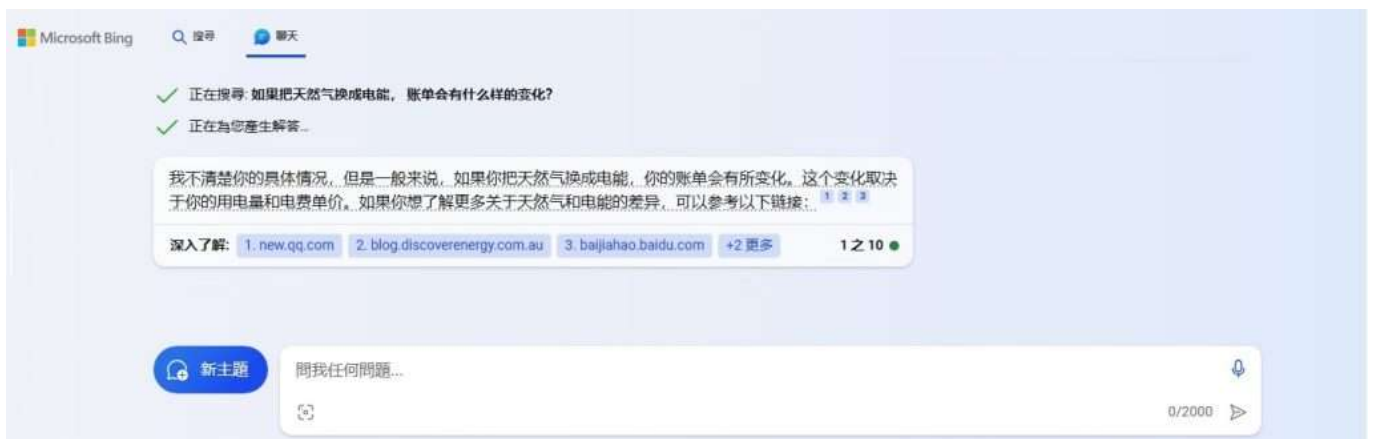 Microsoft Bing 搜寻 聊天
正在搜寻: 如果把天然气换成电能， 账单会有什么样的变化?
正在為您產生解答...
我不清楚你的具体情况，但是一般来说，如果你把天然气换成电能，你的账单会有所变化。这个变化取决
于你的用电量和电费单价。如果你想了解更多关于天然气和电能的差异，可以参考以下链接： 1 2 3
深入了解: 1. new.qq.com 2. blog.discoverenergy.com.au 3. baijiahao.baidu.com +2 更多 1 之 10
新主題 問我任何問題...
0/2000